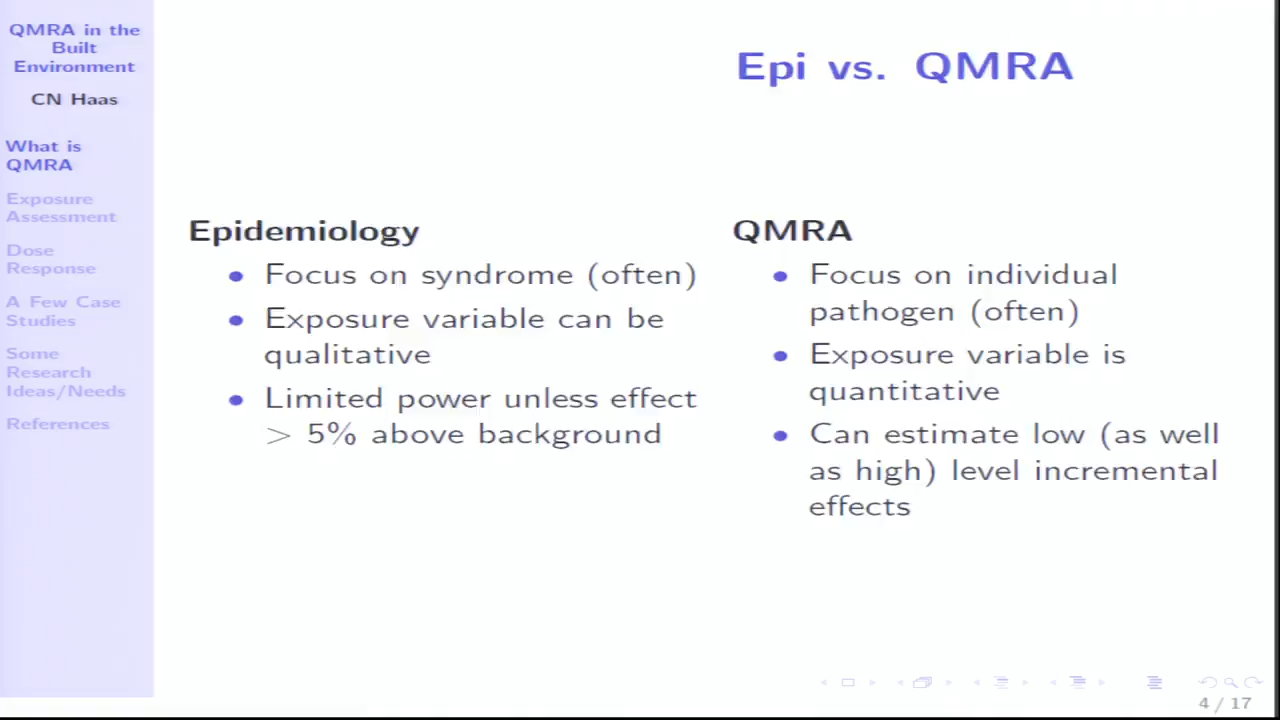 QMRA in the
Built
Environment
CN Haas
What is
QMRA
Exposure
Assessment
Dose
Response
A Few Case
Studies
Some
Research
Ideas/Needs
References
Epi vs. QMRA
Epidemiology
• Focus on syndrome (often)
• Exposure variable can be
qualitative
• Limited power unless effect
> 5% above background
QMRA
• Focus on individual
pathogen (often)
• Exposure variable is
quantitative
• Can estimate low (as well
as high) level incremental
effects
4 / 17